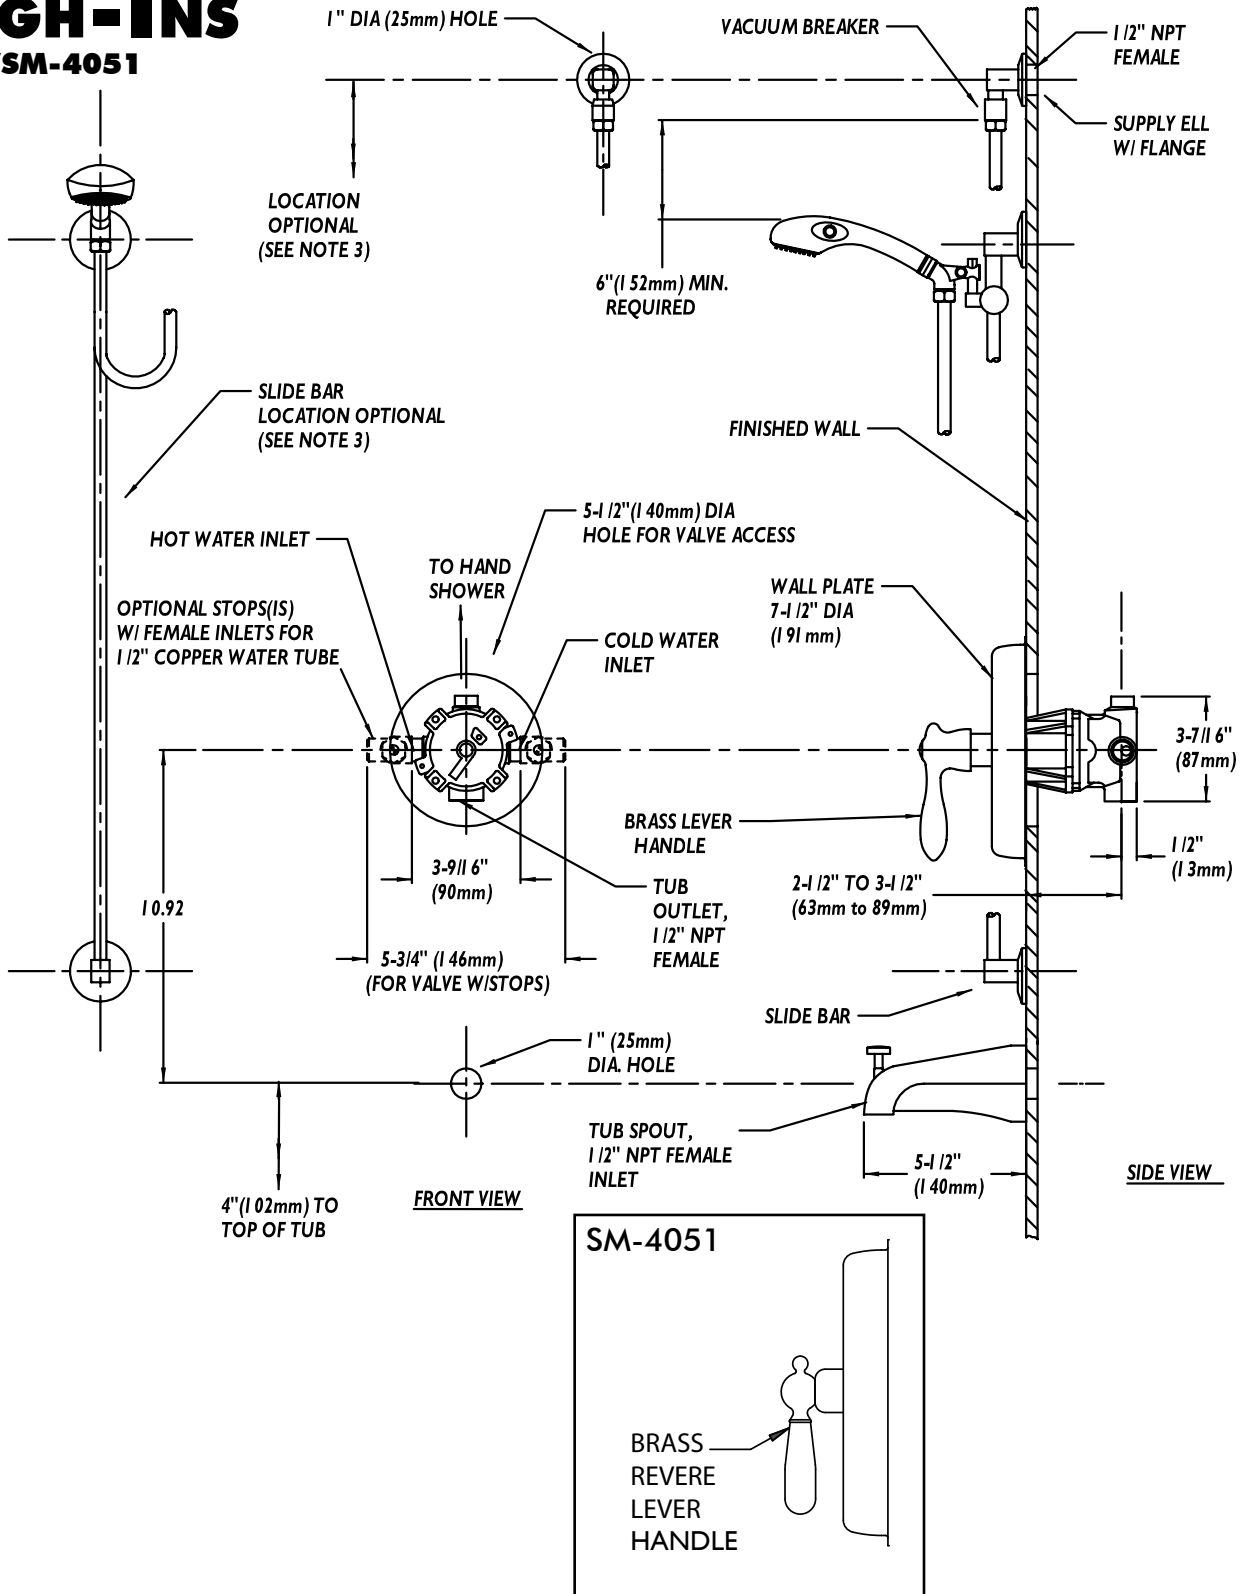 GH-INS
SM-4051
1" DIA (25mm) HOLE
VACUUM BREAKER
1/2" NPT
FEMALE
SUPPLY ELL
W/ FLANGE
LOCATION
OPTIONAL
(SEE NOTE 3)
6"(152mm) MIN.
REQUIRED
SLIDE BAR
LOCATION OPTIONAL
(SEE NOTE 3)
FINISHED WALL
5-1/2"(140mm) DIA
HOLE FOR VALVE ACCESS
HOT WATER INLET
TO HAND
SHOWER
OPTIONAL STOPS(IS)
W/ FEMALE INLETS FOR
1/2" COPPER WATER TUBE
COLD WATER
INLET
WALL PLATE
7-1/2" DIA
(191mm)
3-7/16"
(87mm)
BRASS LEVER
HANDLE
1/2"
(13mm)
3-9/16"
(90mm)
TUB
OUTLET,
1/2" NPT
FEMALE
2-1/2" TO 3-1/2"
(63mm to 89mm)
10.92
5-3/4" (146mm)
(FOR VALVE W/STOPS)
SLIDE BAR
1" (25mm)
DIA. HOLE
TUB SPOUT,
1/2" NPT FEMALE
INLET
5-1/2"
(140mm)
SIDE VIEW
4"(102mm) TO
TOP OF TUB
FRONT VIEW
SM-4051
BRASS
REVERE
LEVER
HANDLE